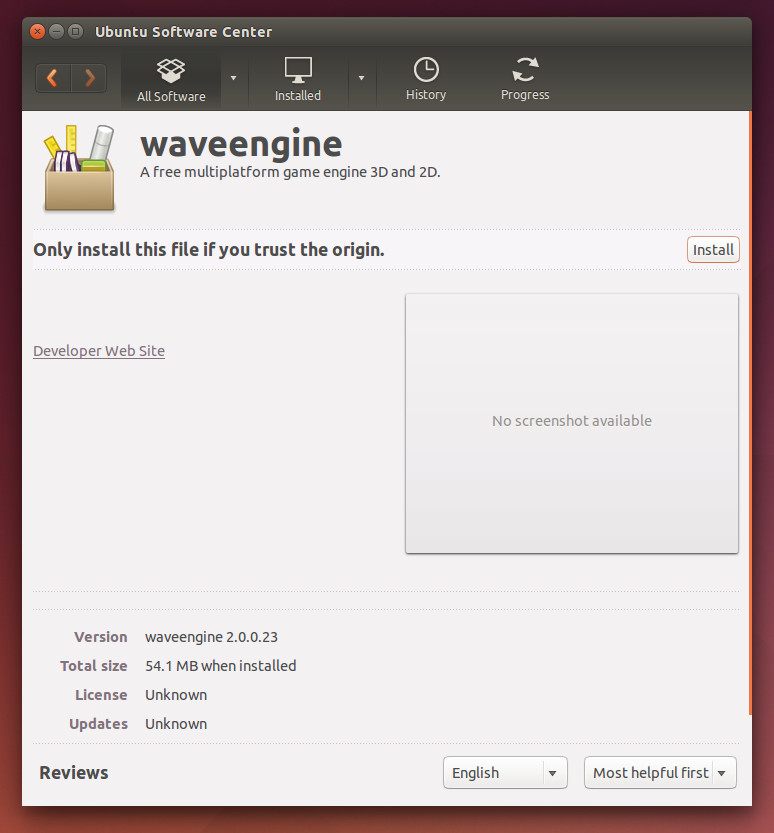 Ubuntu Software Center
All Software
Installed
History
Progress
waveengine
A free multiplatform game engine 3D and 2D.
Only install this file if you trust the origin.
Install
Developer Web Site
No screenshot available
Version waveengine 2.0.0.23
Total size 54.1 MB when installed
License Unknown
Updates Unknown
Reviews
English
Most helpful first